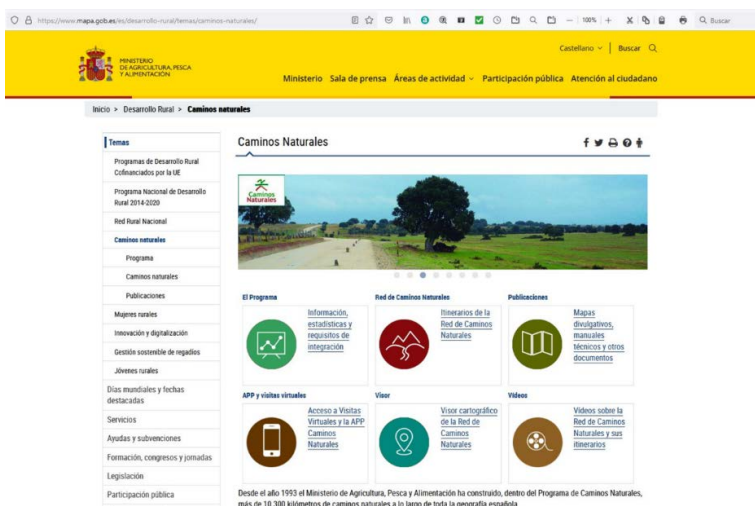 https://www.mapa.gob.es/es/desarrollo-rural/temas/caminos-naturales/
100%
Buscar
Castellano
Buscar
MINISTERIO
DE AGRICULTURA, PESCA
Y ALIMENTACIÓN
Ministerio Sala de prensa Áreas de actividad Participación pública Atención al ciudadano
Inicio > Desarrollo Rural > Caminos naturales
Temas
Programas de Desarrollo Rural
Cofinanciados por la UE
Programa Nacional de Desarrollo
Rural 2014-2020
Red Rural Nacional
Caminos naturales
Programa
Caminos naturales
Publicaciones
Mujeres rurales
Innovación y digitalización
Gestión sostenible de regadíos
Jóvenes rurales
Días mundiales y fechas
destacadas
Servicios
Ayudas y subvenciones
Formación, congresos y jornadas
Legislación
Participación pública
Caminos Naturales
Caminos
Naturales
El Programa
Información,
estadísticas y
requisitos de
integración
Red de Caminos Naturales
Itinerarios de la
Red de Caminos
Naturales
Publicaciones
Mapas
divulgativos,
manuales
técnicos y otros
documentos
APP y visitas virtuales
Acceso a Visitas
Virtuales y la APP
Caminos
Naturales
Visor
Visor cartográfico
de la Red de
Caminos
Naturales
Vídeos
Vídeos sobre la
Red de Caminos
Naturales y sus
itinerarios
Desde el año 1993 el Ministerio de Agricultura, Pesca y Alimentación ha construido, dentro del Programa de Caminos Naturales,
más de 10.300 kilómetros de caminos naturales a lo largo de toda la geografía española.